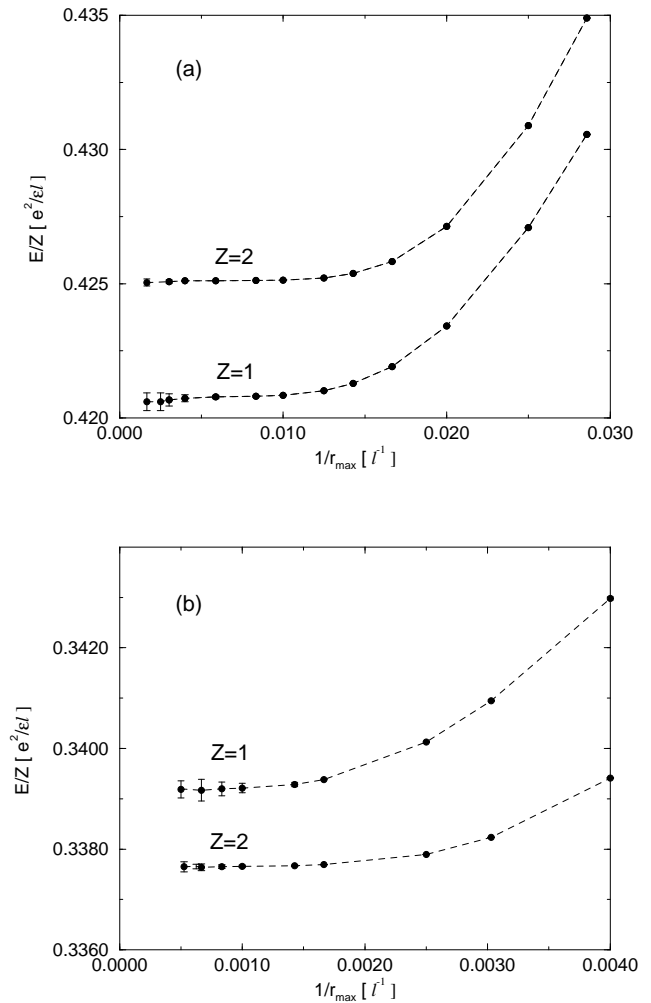 0.435
(a)
0.430
E/Z [ e²/εl ]
Z=2
0.425
Z=1
0.420
0.000 0.010 0.020 0.030
1/rmax [ l⁻¹ ]
(b)
0.3420
E/Z [ e²/εl ]
Z=1
0.3400
Z=2
0.3380
0.3360
0.0000 0.0010 0.0020 0.0030 0.0040
1/rmax [ l⁻¹ ]